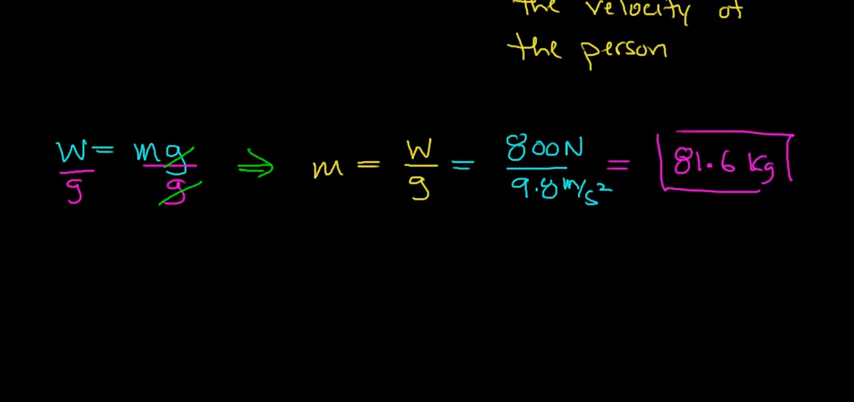 the velocity of
the person
W/g = mg/g ⇒ m = W/g = 800N/9.8m/s² = 81.6 kg